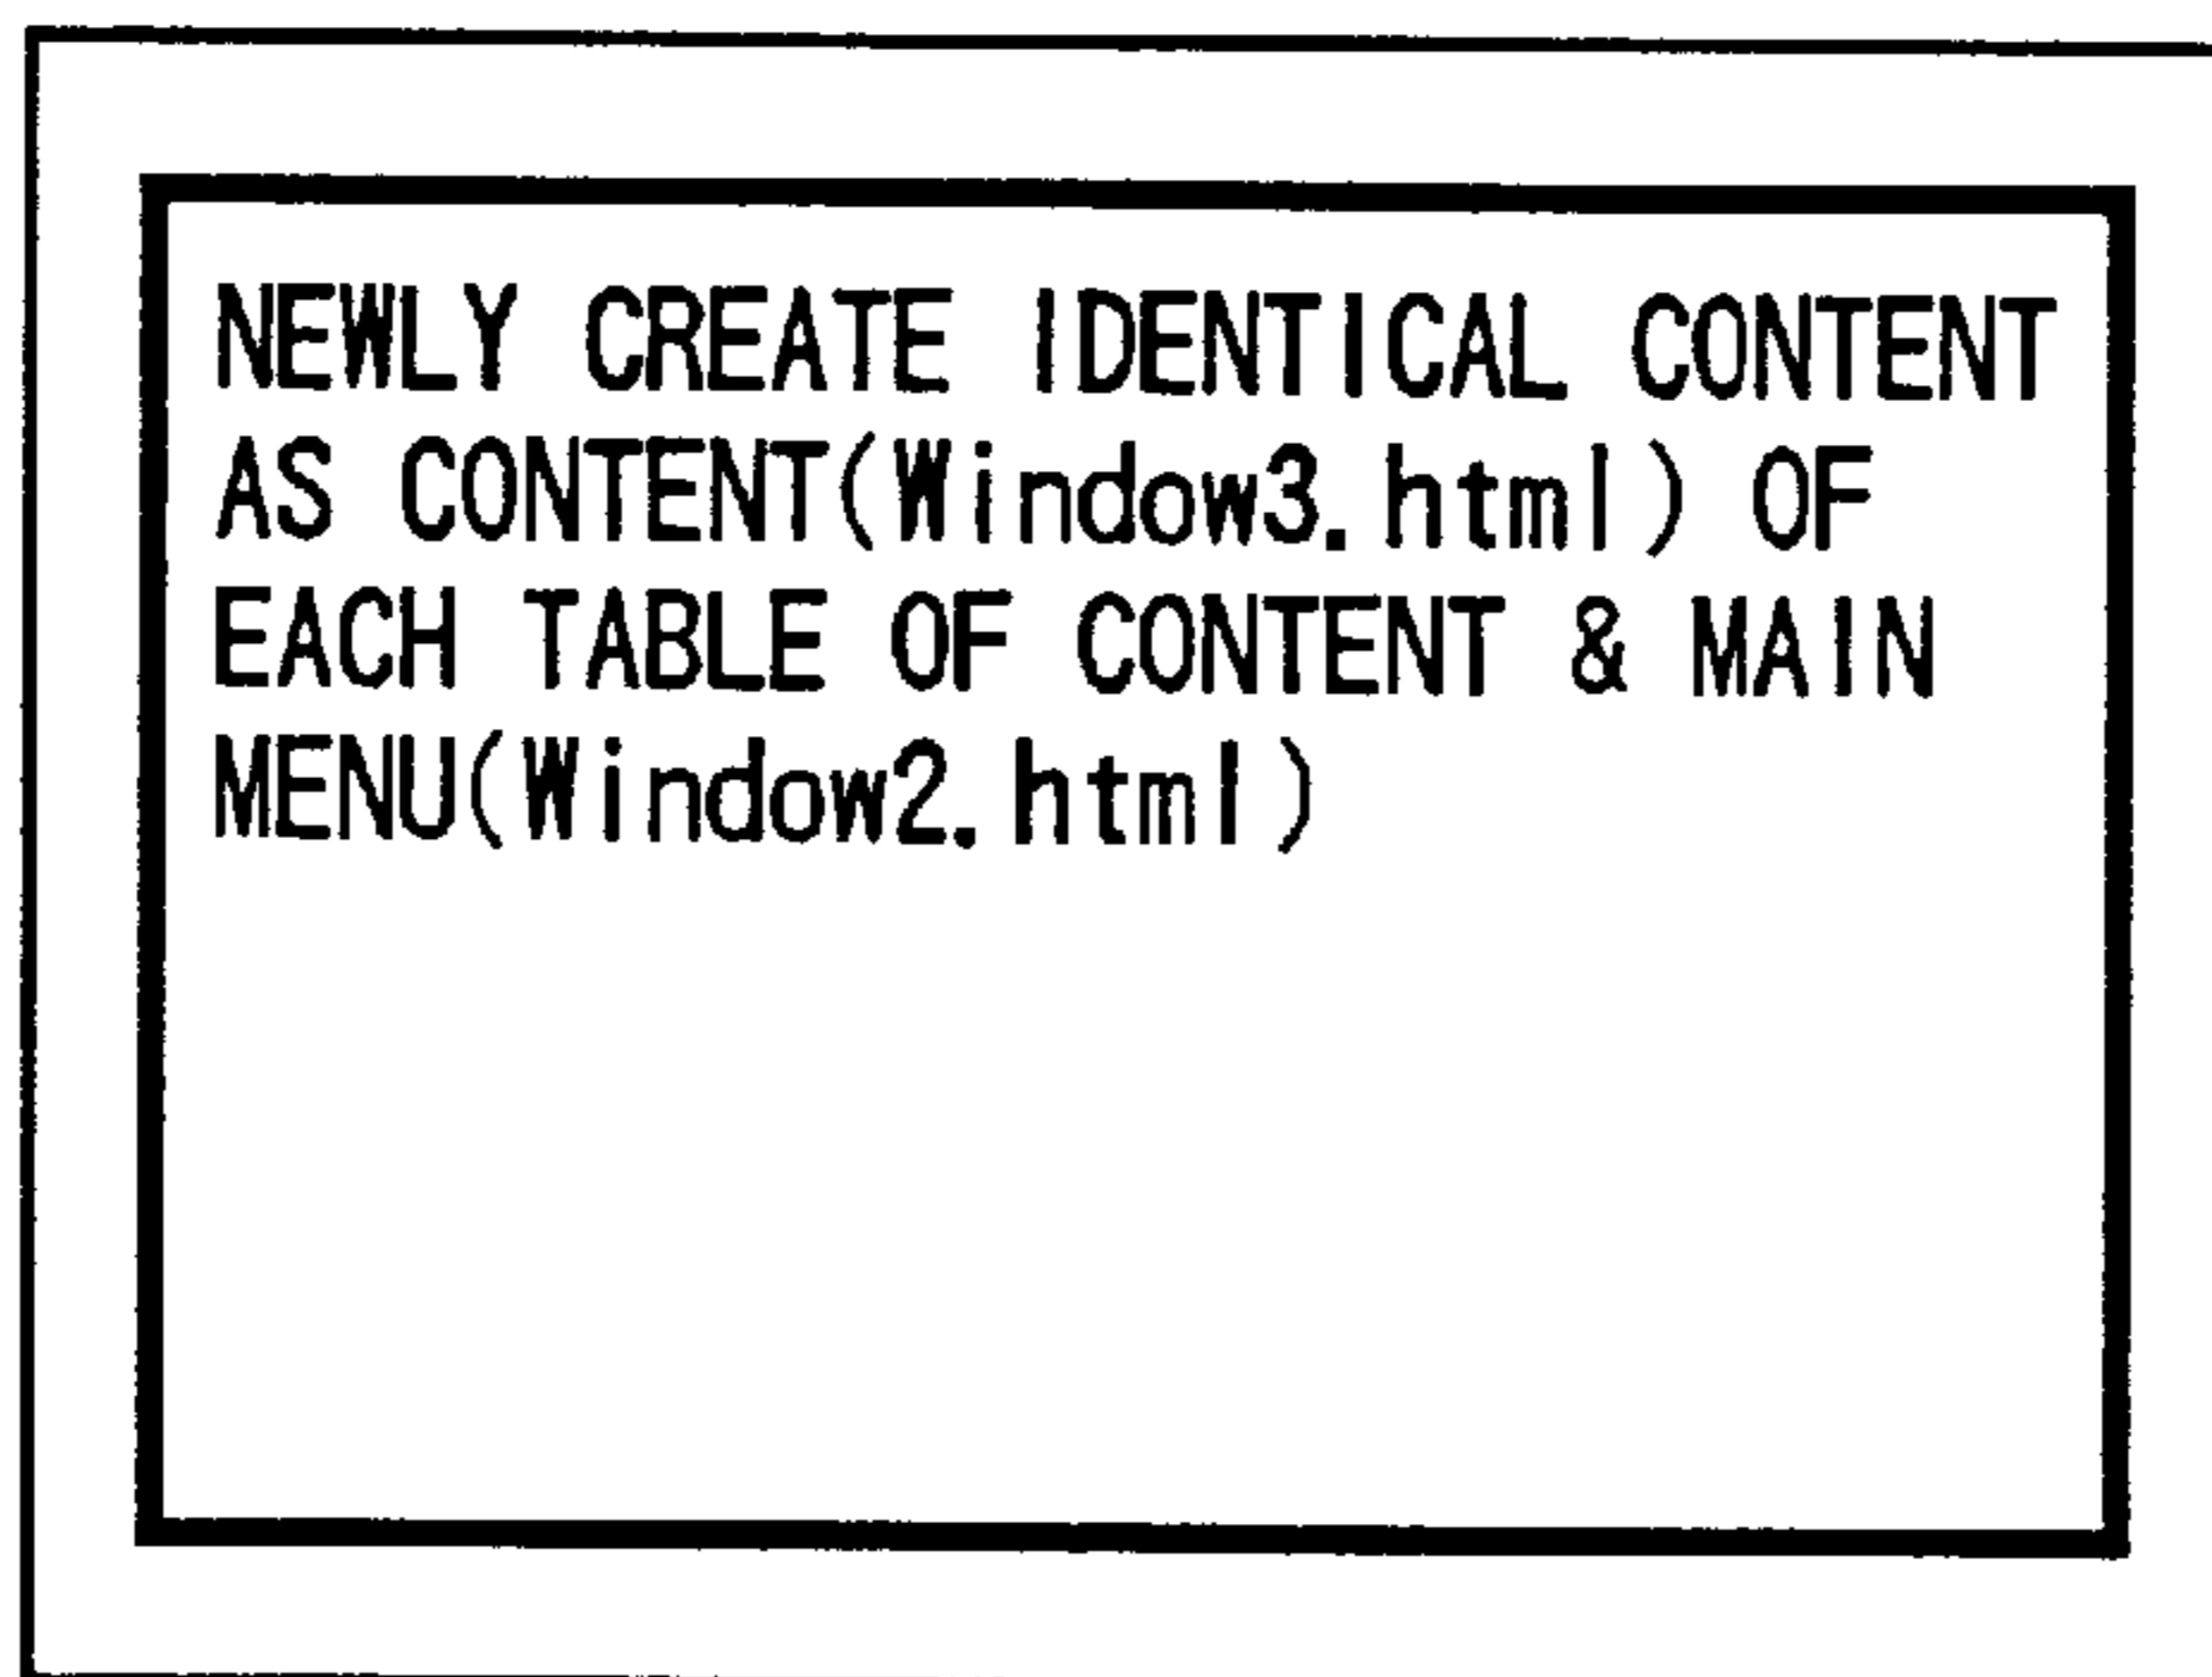 NEWLY CREATE IDENTICAL CONTENT
AS CONTENT(Window3.html) OF
EACH TABLE OF CONTENT & MAIN
MENU(Window2.html)